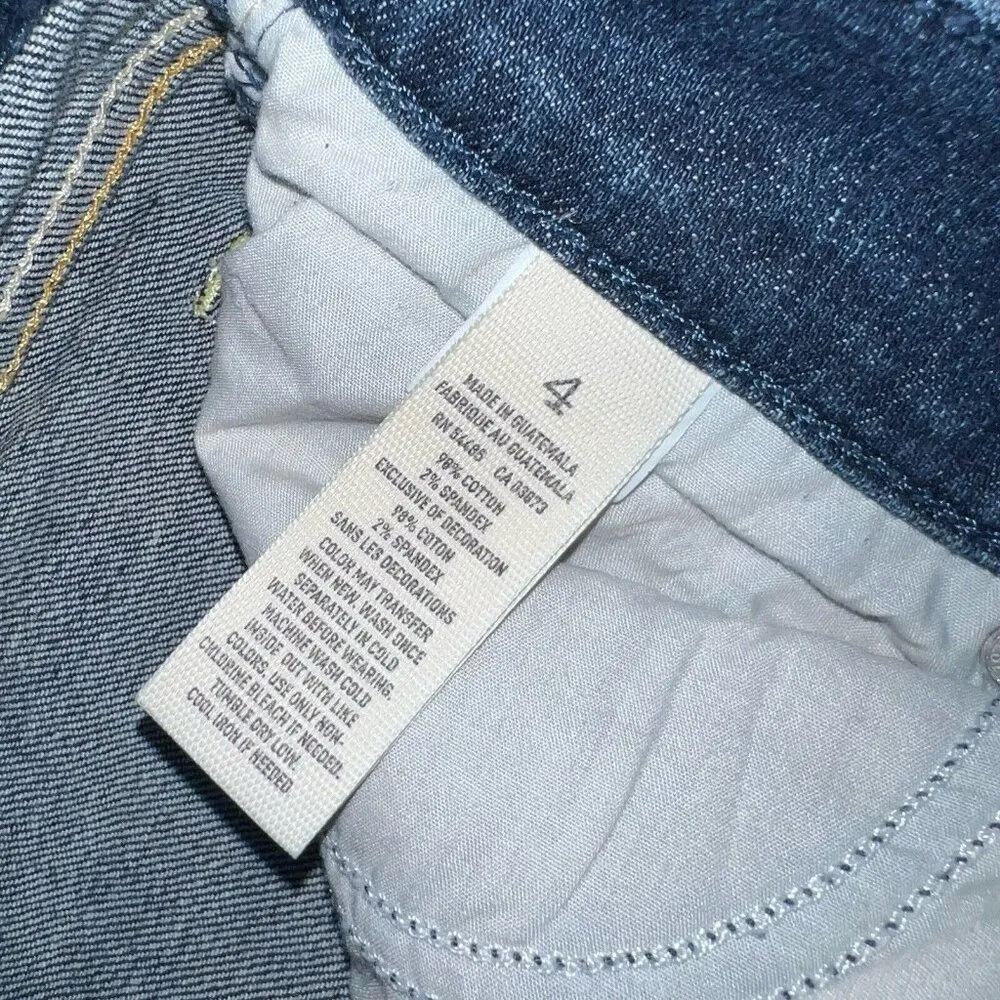 4
MADE IN GUATEMALA
FABRIQUE AU GUATEMALA
RN 54485 CA 03673
98% COTTON
2% SPANDEX
EXCLUSIVE OF DECORATION
98% COTON
2% SPANDEX
SANS LES DECORATIONS
COLOR MAY TRANSFER
WHEN NEW. WASH ONCE
SEPARATELY IN COLD
WATER BEFORE WEARING.
MACHINE WASH COLD
INSIDE OUT WITH LIKE
COLORS. USE ONLY NON-
CHLORINE BLEACH IF NEEDED.
TUMBLE DRY LOW.
COOL IRON IF NEEDED.